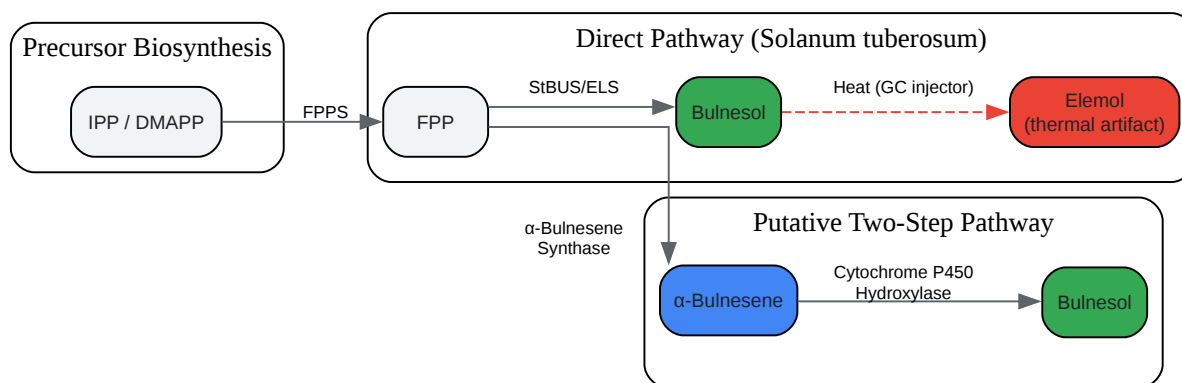 Precursor Biosynthesis
IPP / DMAPP
FPPS
Direct Pathway (Solanum tuberosum)
FPP
StBUS/ELS
Bulnesol
Heat (GC injector)
Elemol
(thermal artifact)
α-Bulnesene
Synthase
Putative Two-Step Pathway
α-Bulnesene
Cytochrome P450
Hydroxylase
Bulnesol